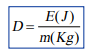 D = E(J) / m(Kg)